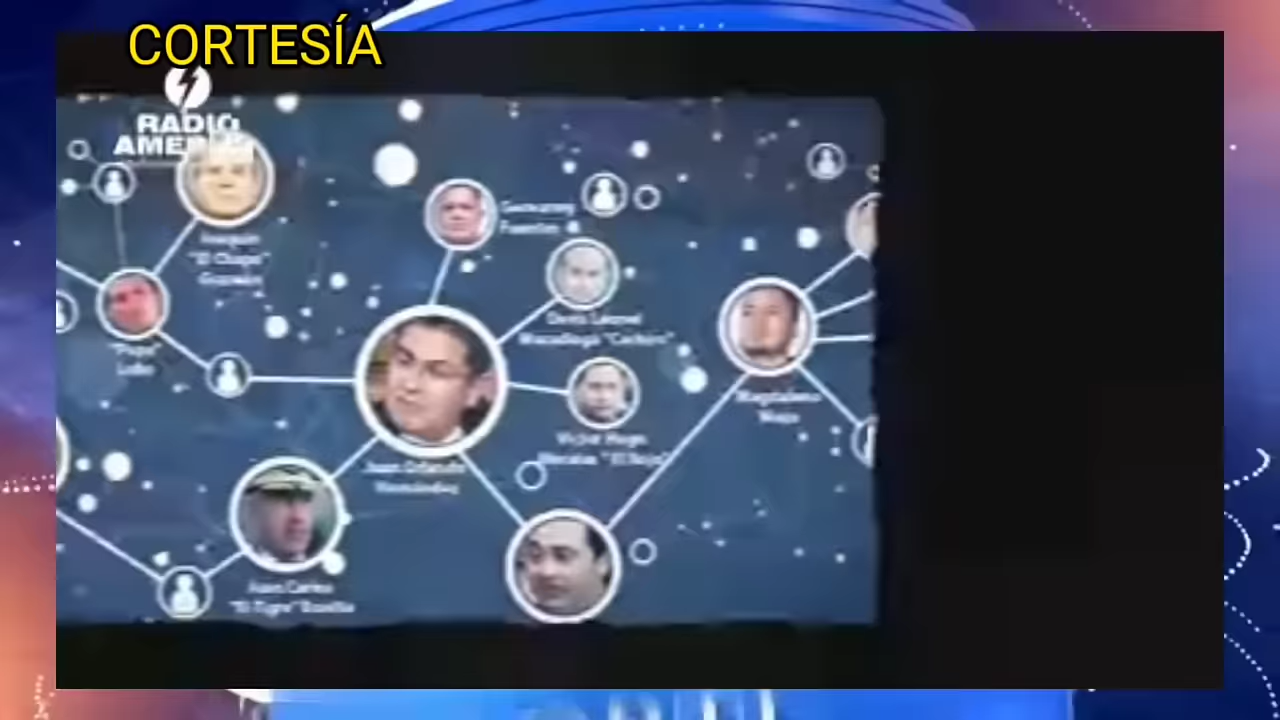 CORTESÍA
RADIO
AMERICA
Geovanny
Fuentes
Joaquín
"El Chapo"
Guzmán
Devis Leonel
Maradiaga "Cachiro"
"Pepe"
Lobo
Magdaleno
Meza
Victor Hugo
Morales "El Rojo"
Juan Orlando
Hernández
Juan Carlos
"El Tigre" Bonilla